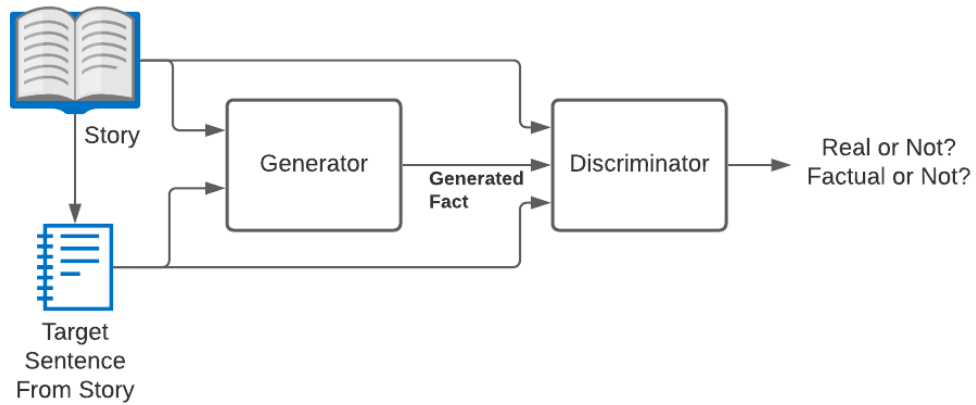 Story
Generator
Generated
Fact
Discriminator
Real or Not?
Factual or Not?
Target
Sentence
From Story